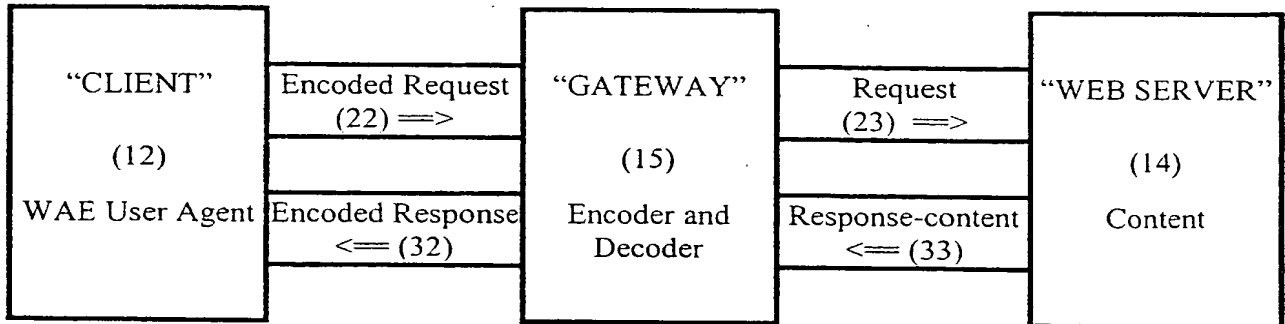 “CLIENT”
(12)
WAE User Agent
Encoded Request
(22) ==>
Encoded Response
<== (32)
“GATEWAY”
(15)
Encoder and
Decoder
Request
(23) ==>
Response-content
<== (33)
“WEB SERVER”
(14)
Content